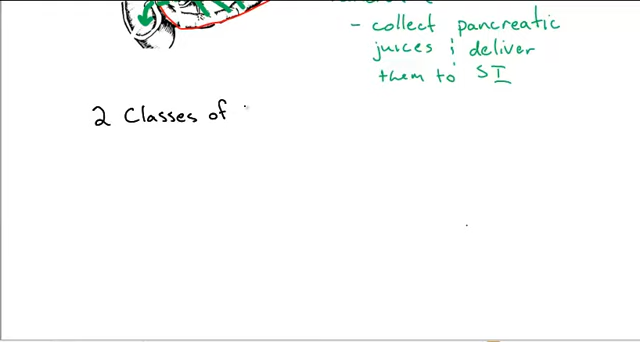 - collect pancreatic
juices & deliver
them to SI
2 Classes of